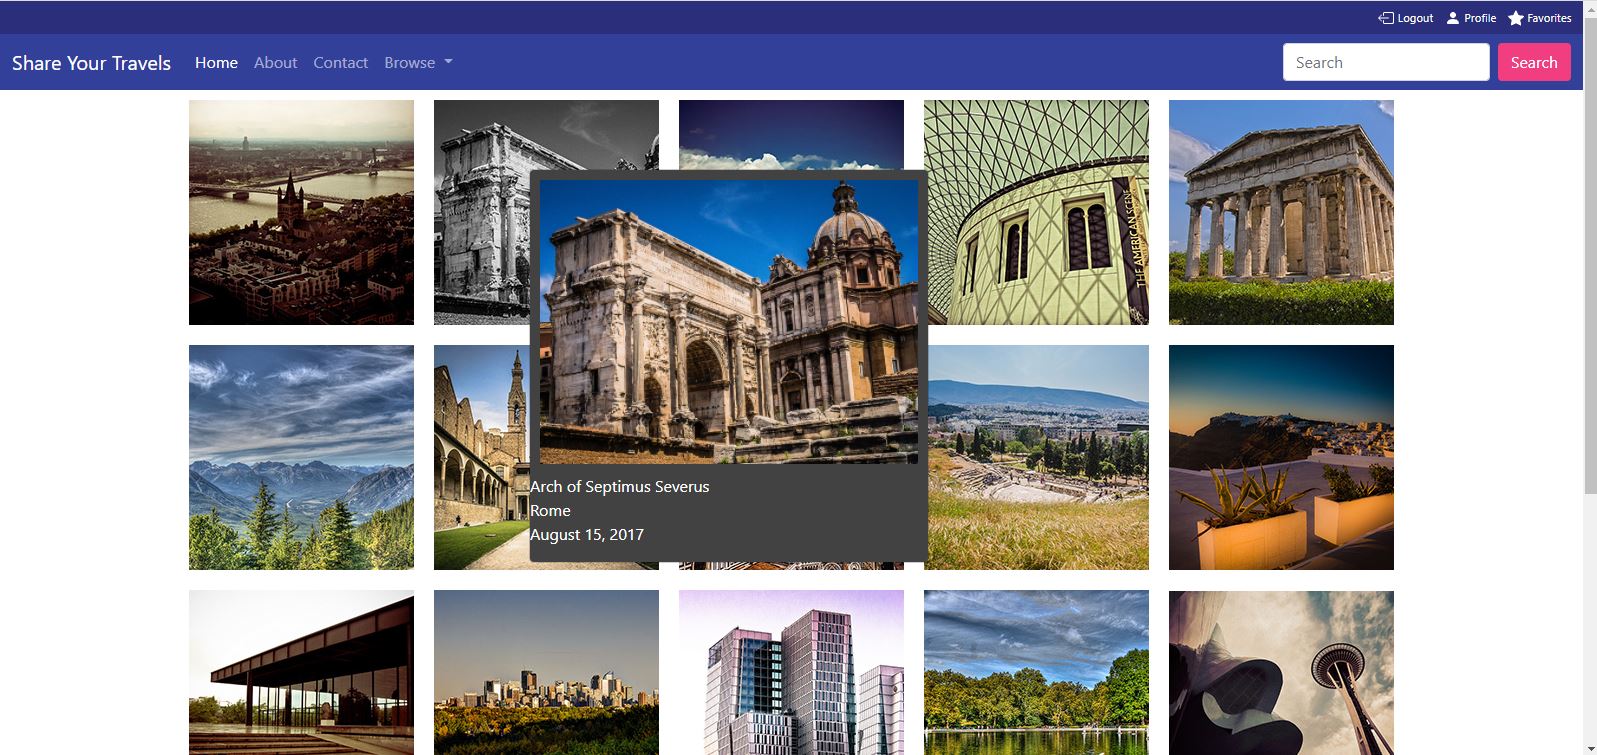 Logout Profile Favorites
Share Your Travels Home About Contact Browse Search Search
THE AMERICAN SCENE
Arch of Septimus Severus
Rome
August 15, 2017